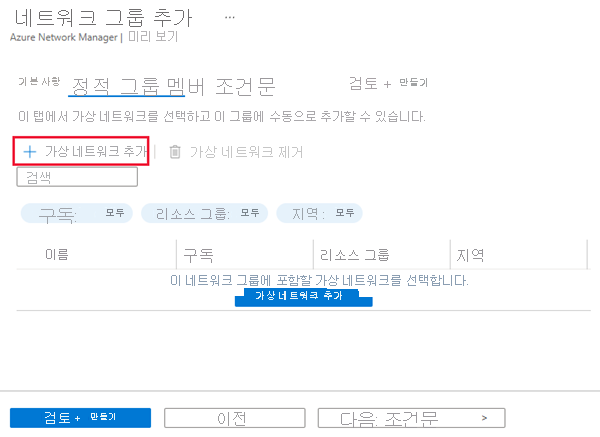 네트워크 그룹 추가 ...
Azure Network Manager | 미리 보기
기본 사항 정적 그룹 멤버 조건문 검토 + 만들기
이 탭에서 가상 네트워크를 선택하고 이 그룹에 수동으로 추가할 수 있습니다.
+ 가상 네트워크 추가 가상 네트워크 제거
검색
구독: 모두 리소스 그룹: 모두 지역: 모두
이름 구독 리소스 그룹 지역
이 네트워크 그룹에 포함할 가상 네트워크를 선택합니다.
가상 네트워크 추가
검토 + 만들기 이전 다음: 조건문 >